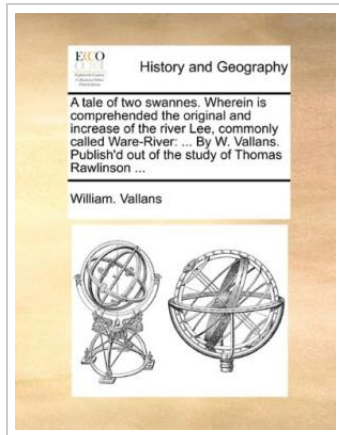 ECCO
History and Geography
A tale of two swannes. Wherein is
comprehended the original and
increase of the river Lee, commonly
called Ware-River: ... By W. Vallans.
Publish'd out of the study of Thomas
Rawlinson ...
William. Vallans